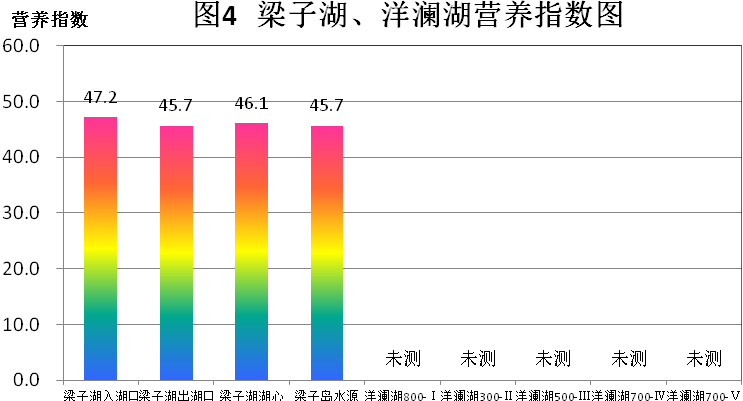 图4 梁子湖、洋澜湖营养指数图
营养指数
60.0
50.0
40.0
30.0
20.0
10.0
0.0
47.2
45.7
46.1
45.7
未测
未测
未测
未测
未测
梁子湖入湖口
梁子湖出湖口
梁子湖湖心
梁子岛水源
洋澜湖800-Ⅰ
洋澜湖300-Ⅱ
洋澜湖500-Ⅲ
洋澜湖700-Ⅳ
洋澜湖700-Ⅴ